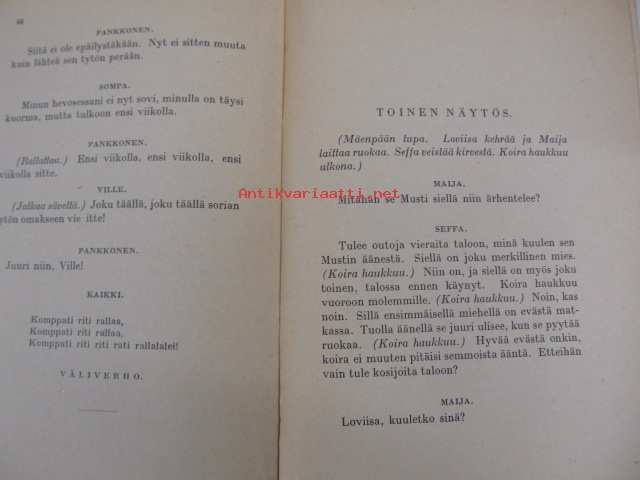 PANKKONEN.
Siitä ei ole epäilystäkään. Nyt ei sitten muuta
kuin lähteä sen tytön perään.
SOMPA.
Minun hevosessani ei nyt sovi, minulla on täysi
kuorma, mutta talkoon ensi viikolla.
PANKKONEN.
(Rallattaa.) Ensi viikolla, ensi viikolla, ensi
viikolla sitte.
VILLE.
(Jatkaa säveltä.) Joku täällä, joku täällä sorian
tytön omakseen vie itte!
PANKKONEN.
Juuri niin, Ville!
KAIKKI.
Komppati riti rallaa,
Komppati riti rallaa,
Komppati riti riti rati rallalalei!
VÄLIVERHO.
TOINEN NÄYTÖS.
(Mäenpään tupa. Loviisa kehrää ja Maija
laittaa ruokaa. Seffa veistää kirvestä. Koira haukkuu
ulkona.)
MAIJA.
Mitähän se Musti siellä niin ärhentelee?
SEFFA.
Tulee outoja vieraita taloon, minä kuulen sen
Mustin äänestä. Siellä on joku merkillinen mies.
(Koira haukkuu.) Niin on, ja siellä on myös joku
toinen, talossa ennen käynyt. Koira haukkuu
vuoroon molemmille. (Koira haukkuu.) Noin, kas
noin. Sillä ensimmäisellä miehellä on evästä mat-
kassa. Tuolla äänellä se juuri ulisee, kun se pyytää
ruokaa. (Koira haukkuu.) Hyvää evästä onkin,
koira ei muuten pitäisi semmoista ääntä. Etteihän
vain tule kosijoita taloon?
MAIJA.
Loviisa, kuuletko sinä?
Antikvariaatti.net